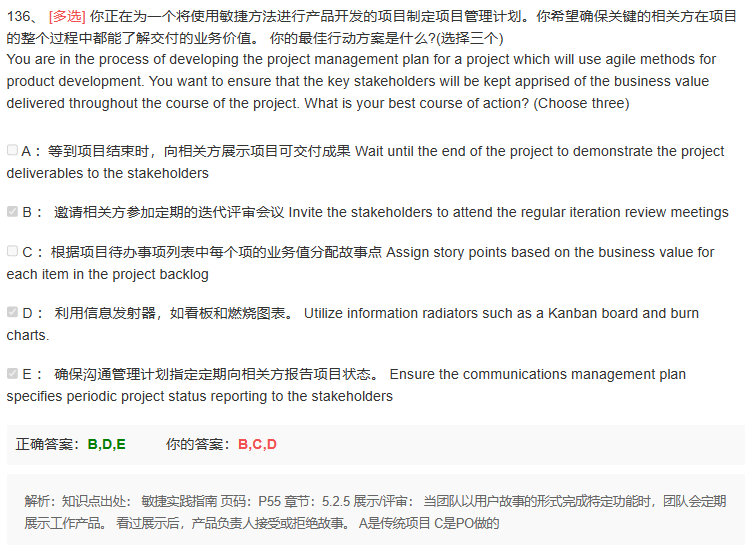 136、 [多选] 你正在为一个将使用敏捷方法进行产品开发的项目制定项目管理计划。你希望确保关键的相关方在项目
的整个过程中都能了解交付的业务价值。 你的最佳行动方案是什么?(选择三个)
You are in the process of developing the project management plan for a project which will use agile methods for
product development. You want to ensure that the key stakeholders will be kept apprised of the business value
delivered throughout the course of the project. What is your best course of action? (Choose three)
A： 等到项目结束时，向相关方展示项目可交付成果 Wait until the end of the project to demonstrate the project
deliverables to the stakeholders
B： 邀请相关方参加定期的迭代评审会议 Invite the stakeholders to attend the regular iteration review meetings
C： 根据项目待办事项列表中每个项的业务价值分配故事点 Assign story points based on the business value for
each item in the project backlog
D： 利用信息发射器，如看板和燃烧图表。 Utilize information radiators such as a Kanban board and burn
charts.
E： 确保沟通管理计划指定定期向相关方报告项目状态。 Ensure the communications management plan
specifies periodic project status reporting to the stakeholders
正确答案：B,D,E 你的答案：B,C,D
解析：知识点出处： 敏捷实践指南 页码：P55 章节：5.2.5 展示/评审： 当团队以用户故事的形式完成特定功能时，团队会定期
展示工作产品。 看过展示后，产品负责人接受或拒绝故事。 A是传统项目 C是PO做的